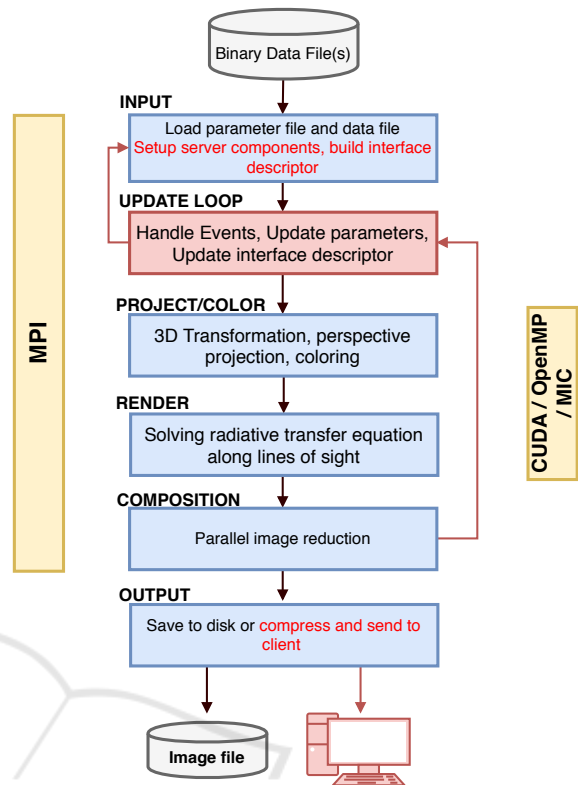 Binary Data File(s)
INPUT
Load parameter file and data file
Setup server components, build interface
descriptor
UPDATE LOOP
Handle Events, Update parameters,
Update interface descriptor
PROJECT/COLOR
3D Transformation, perspective
projection, coloring
RENDER
Solving radiative transfer equation
along lines of sight
COMPOSITION
Parallel image reduction
OUTPUT
Save to disk or compress and send to
client
Image file
MPI
CUDA / OpenMP
/ MIC